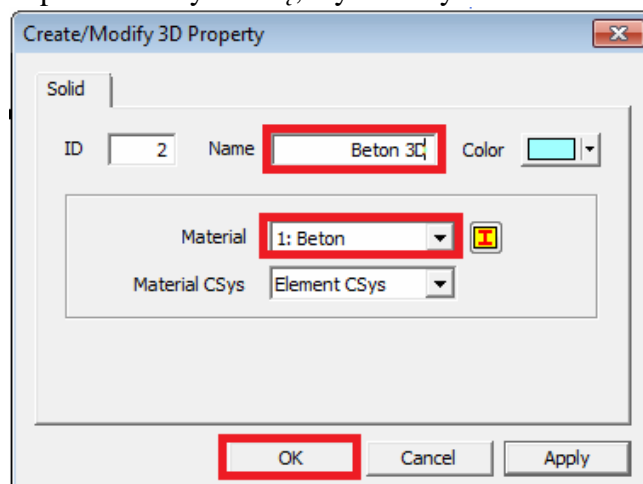 Create/Modify 3D Property
Solid
ID 2 Name Beton 3D Color
Material 1: Beton
Material CSys Element CSys
OK Cancel Apply